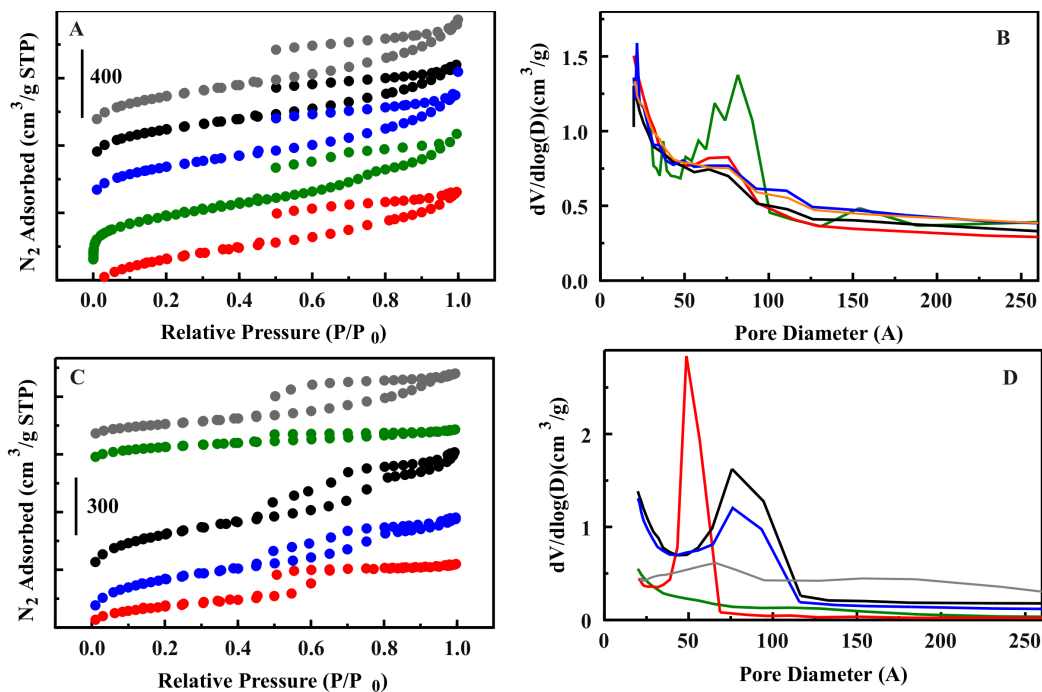 A
400
N2 Adsorbed (cm3/g STP)
0.0 0.2 0.4 0.6 0.8 1.0
Relative Pressure (P/P 0)
B
dV/dlog(D)(cm3/g)
1.5
1.0
0.5
0.0
0 50 100 150 200 250
Pore Diameter (A)
C
300
N2 Adsorbed (cm3/g STP)
0.0 0.2 0.4 0.6 0.8 1.0
Relative Pressure (P/P 0)
D
dV/dlog(D)(cm3/g)
2
1
0
0 50 100 150 200 250
Pore Diameter (A)